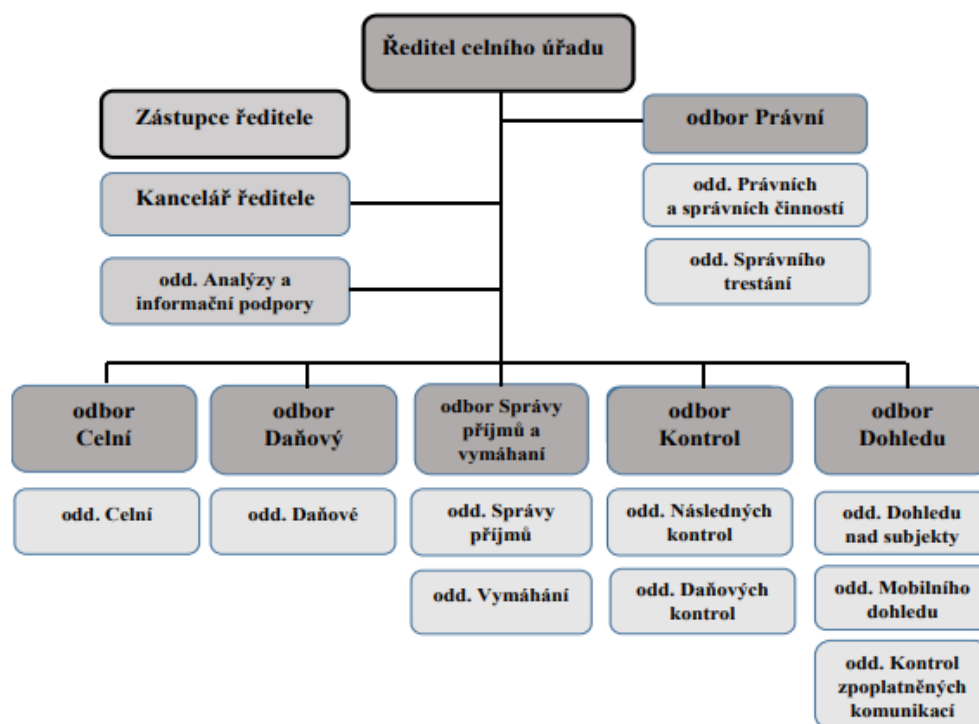 Ředitel celního úřadu
Zástupce ředitele
odbor Právní
Kancelář ředitele
odd. Právních
a správních činností
odd. Analýzy a
informační podpory
odd. Správního
trestání
odbor
Celní
odbor
Daňový
odbor Správy
příjmů a
vymáhaní
odbor
Kontrol
odbor
Dohledu
odd. Celní
odd. Daňové
odd. Správy
příjmů
odd. Následných
kontrol
odd. Dohledu
nad subjekty
odd. Vymáhání
odd. Daňových
kontrol
odd. Mobilního
dohledu
odd. Kontrol
zpoplatněných
komunikací